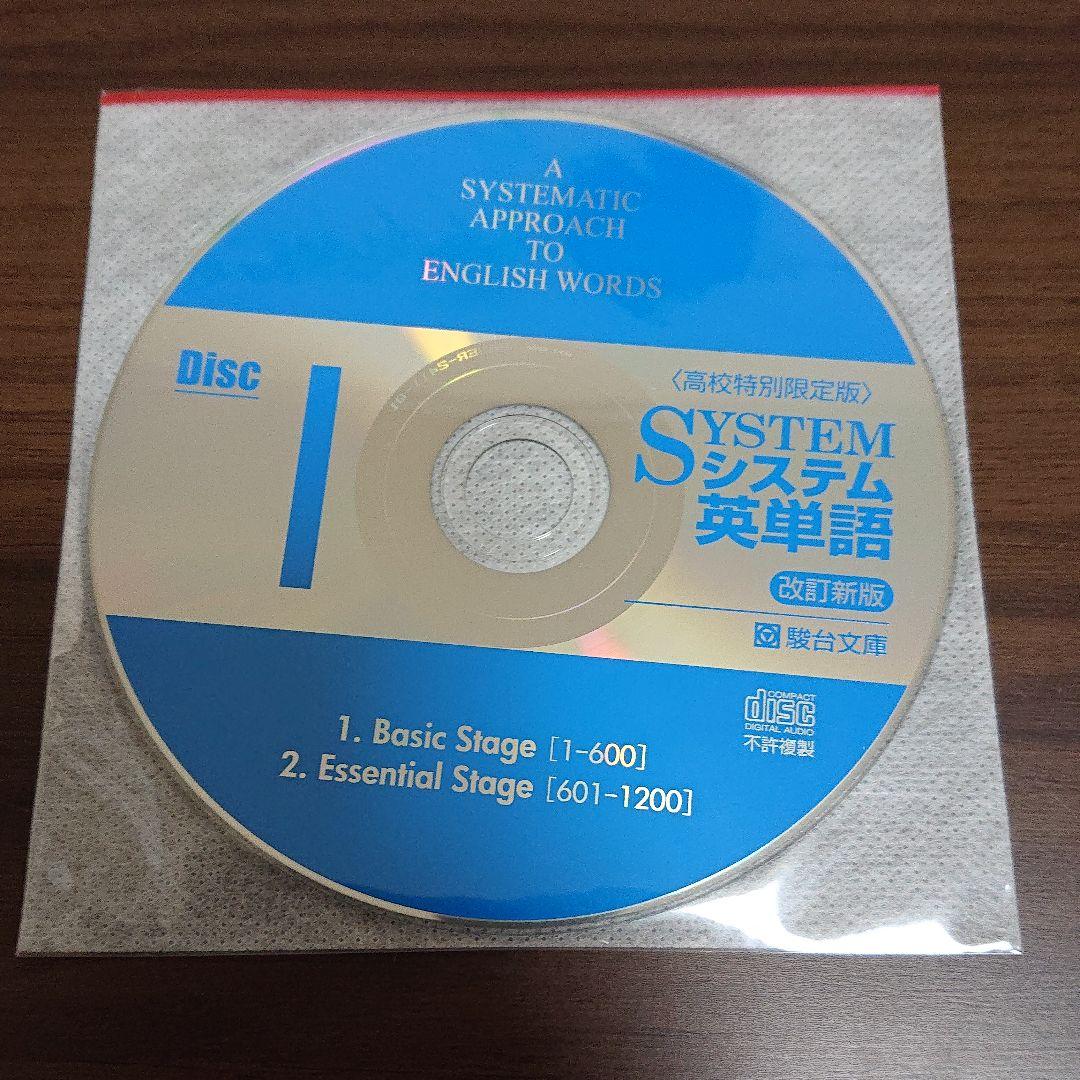 A
SYSTEMATIC
APPROACH
TO
ENGLISH WORDS
Disc I
〈高校特別限定版〉
SYSTEM
システム
英単語
改訂新版
駿台文庫
1. Basic Stage [1-600]
2. Essential Stage [601-1200]
COMPACT
disc
DIGITAL AUDIO
不許複製